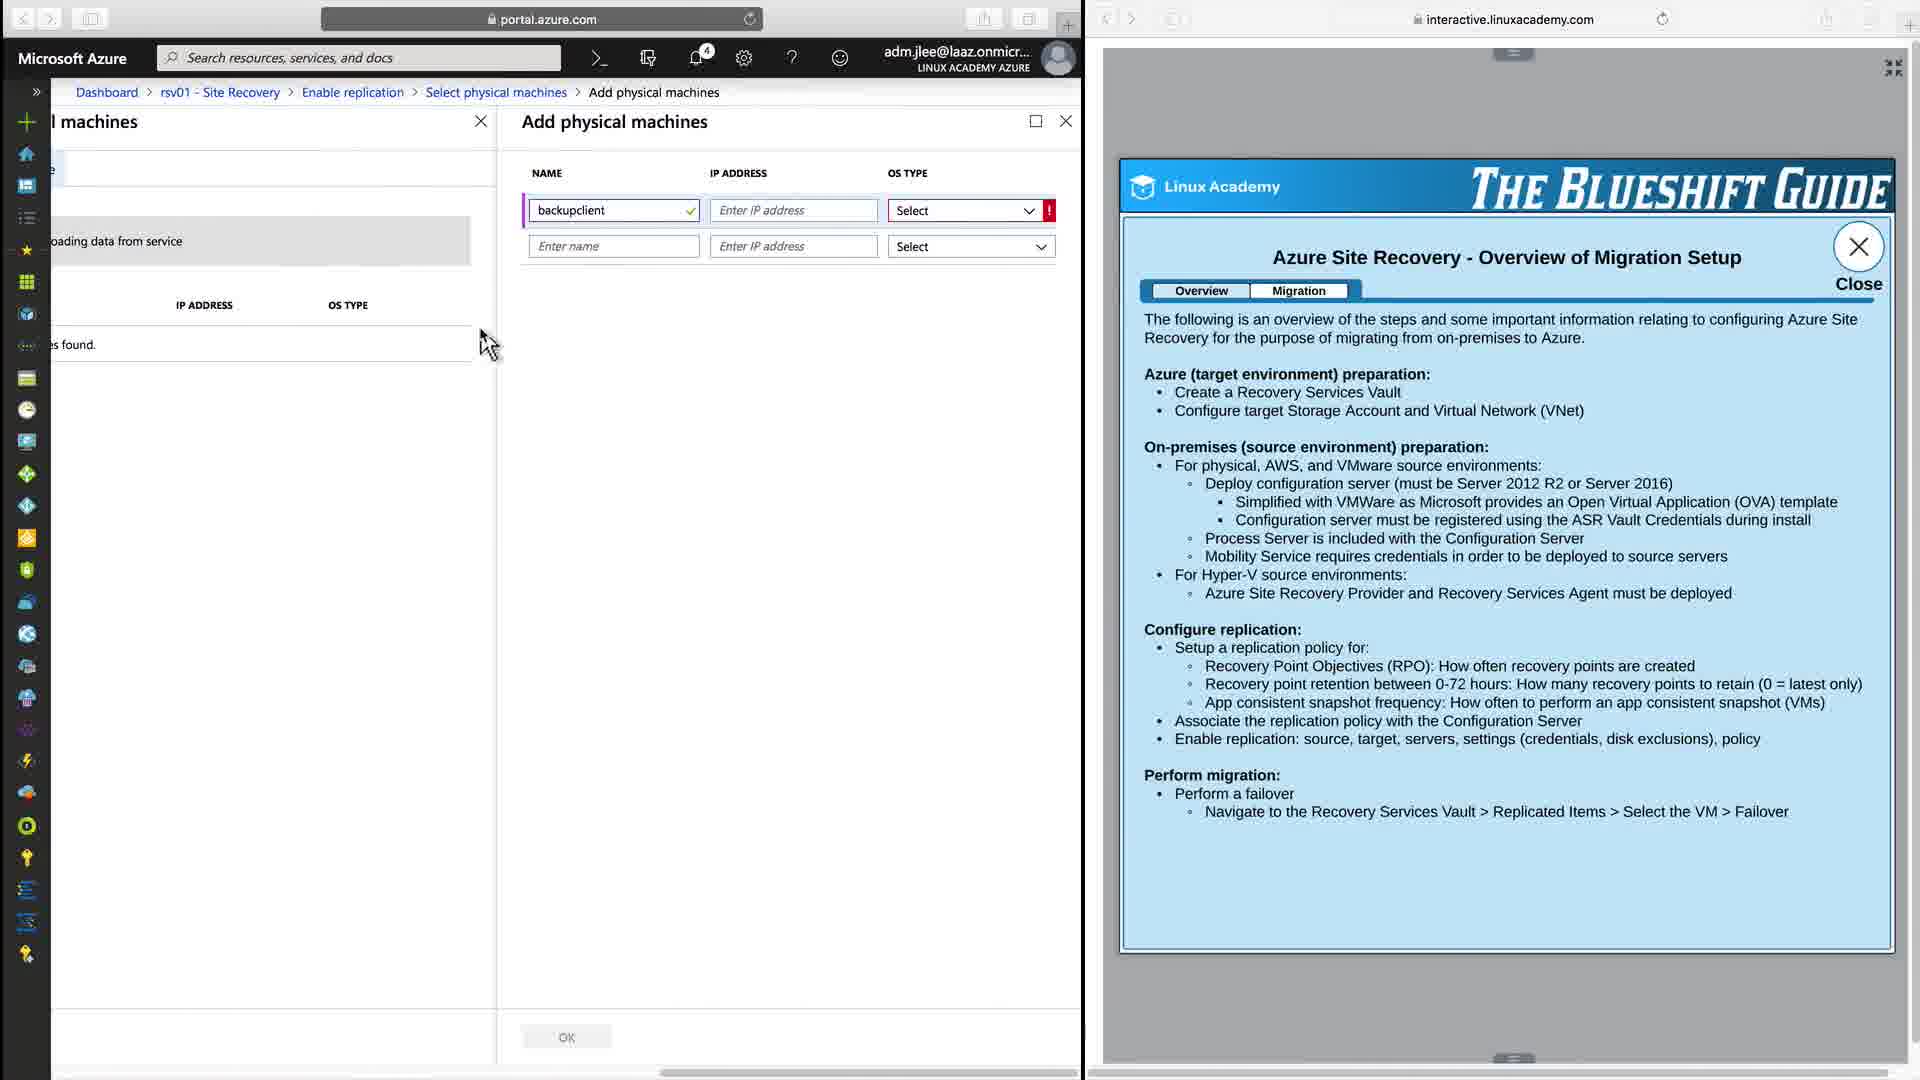 portal.azure.com
Microsoft Azure
Search resources, services, and docs
4
adm.jlee@laaz.onmicr...
LINUX ACADEMY AZURE
Dashboard > rsv01 - Site Recovery > Enable replication > Select physical machines > Add physical machines
l machines
e
oading data from service
IP ADDRESS
OS TYPE
es found.
Add physical machines
NAME
IP ADDRESS
OS TYPE
backupclient
Enter IP address
Select
!
Enter name
Enter IP address
Select
OK
interactive.linuxacademy.com
Linux Academy
THE BLUESHIFT GUIDE
Azure Site Recovery - Overview of Migration Setup
Close
Overview
Migration
The following is an overview of the steps and some important information relating to configuring Azure Site
Recovery for the purpose of migrating from on-premises to Azure.
Azure (target environment) preparation:
• Create a Recovery Services Vault
• Configure target Storage Account and Virtual Network (VNet)
On-premises (source environment) preparation:
• For physical, AWS, and VMware source environments:
◦ Deploy configuration server (must be Server 2012 R2 or Server 2016)
▪ Simplified with VMWare as Microsoft provides an Open Virtual Application (OVA) template
▪ Configuration server must be registered using the ASR Vault Credentials during install
◦ Process Server is included with the Configuration Server
◦ Mobility Service requires credentials in order to be deployed to source servers
• For Hyper-V source environments:
◦ Azure Site Recovery Provider and Recovery Services Agent must be deployed
Configure replication:
• Setup a replication policy for:
◦ Recovery Point Objectives (RPO): How often recovery points are created
◦ Recovery point retention between 0-72 hours: How many recovery points to retain (0 = latest only)
◦ App consistent snapshot frequency: How often to perform an app consistent snapshot (VMs)
• Associate the replication policy with the Configuration Server
• Enable replication: source, target, servers, settings (credentials, disk exclusions), policy
Perform migration:
• Perform a failover
◦ Navigate to the Recovery Services Vault > Replicated Items > Select the VM > Failover